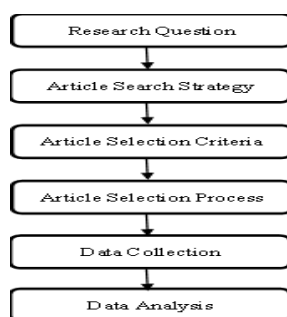 Research Question
Article Search Strategy
Article Selection Criteria
Article Selection Process
Data Collection
Data Analysis